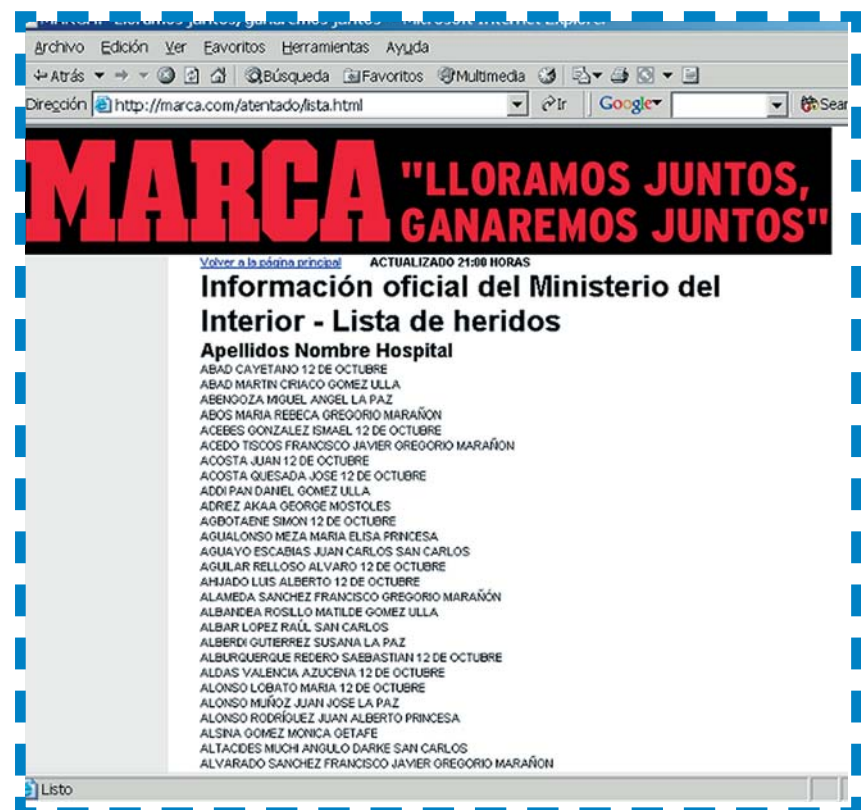 Archivo Edición Ver Favoritos Herramientas Ayuda
Atrás Búsqueda Favoritos Multimedia
Dirección http://marca.com/atentado/lista.html Ir Google Sear
MARCA "LLORAMOS JUNTOS,
GANAREMOS JUNTOS"
Volver a la página principal ACTUALIZADO 21:00 HORAS
Información oficial del Ministerio del
Interior - Lista de heridos
Apellidos Nombre Hospital
ABAD CAYETANO 12 DE OCTUBRE
ABAD MARTIN CIRIACO GOMEZ ULLA
ABENGOZA MIGUEL ANGEL LA PAZ
ABOS MARIA REBECA GREGORIO MARAÑON
ACEBES GONZALEZ ISMAEL 12 DE OCTUBRE
ACEDO TISCOS FRANCISCO JAVIER GREGORIO MARAÑON
ACOSTA JUAN 12 DE OCTUBRE
ACOSTA QUESADA JOSE 12 DE OCTUBRE
ADDI PAN DANIEL GOMEZ ULLA
ADRIEZ AKAA GEORGE MOSTOLES
AGBOTAENE SIMON 12 DE OCTUBRE
AGUALONSO MEZA MARIA ELISA PRINCESA
AGUAYO ESCABIAS JUAN CARLOS SAN CARLOS
AGUILAR RELLOSO ALVARO 12 DE OCTUBRE
AHIJADO LUIS ALBERTO 12 DE OCTUBRE
ALAMEDA SANCHEZ FRANCISCO GREGORIO MARAÑÓN
ALBANDEA ROSILLO MATILDE GOMEZ ULLA
ALBAR LOPEZ RAÚL SAN CARLOS
ALBERDI GUTIERREZ SUSANA LA PAZ
ALBURQUERQUE REDERO SAEBASTIAN 12 DE OCTUBRE
ALDAS VALENCIA AZUCENA 12 DE OCTUBRE
ALONSO LOBATO MARIA 12 DE OCTUBRE
ALONSO MUÑOZ JUAN JOSE LA PAZ
ALONSO RODRÍGUEZ JUAN ALBERTO PRINCESA
ALSINA GOMEZ MONICA GETAFE
ALTACIDES MUCHI ANGULO DARKE SAN CARLOS
ALVARADO SANCHEZ FRANCISCO JAVIER GREGORIO MARAÑON
Listo